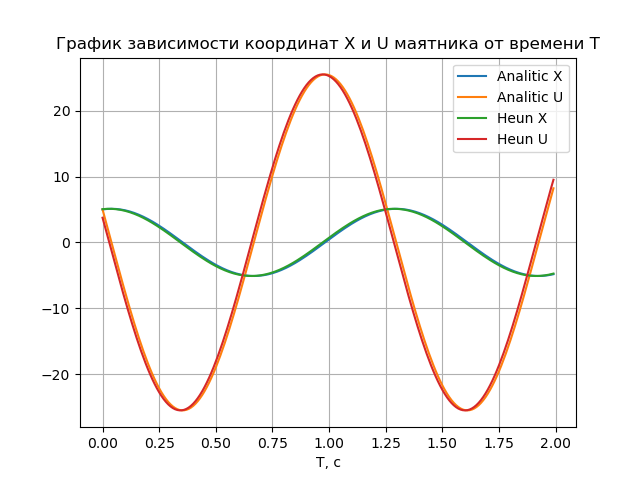 График зависимости координат X и U маятника от времени T
Analitic X
Analitic U
Heun X
Heun U
20
10
0
−10
−20
0.00 0.25 0.50 0.75 1.00 1.25 1.50 1.75 2.00
T, с